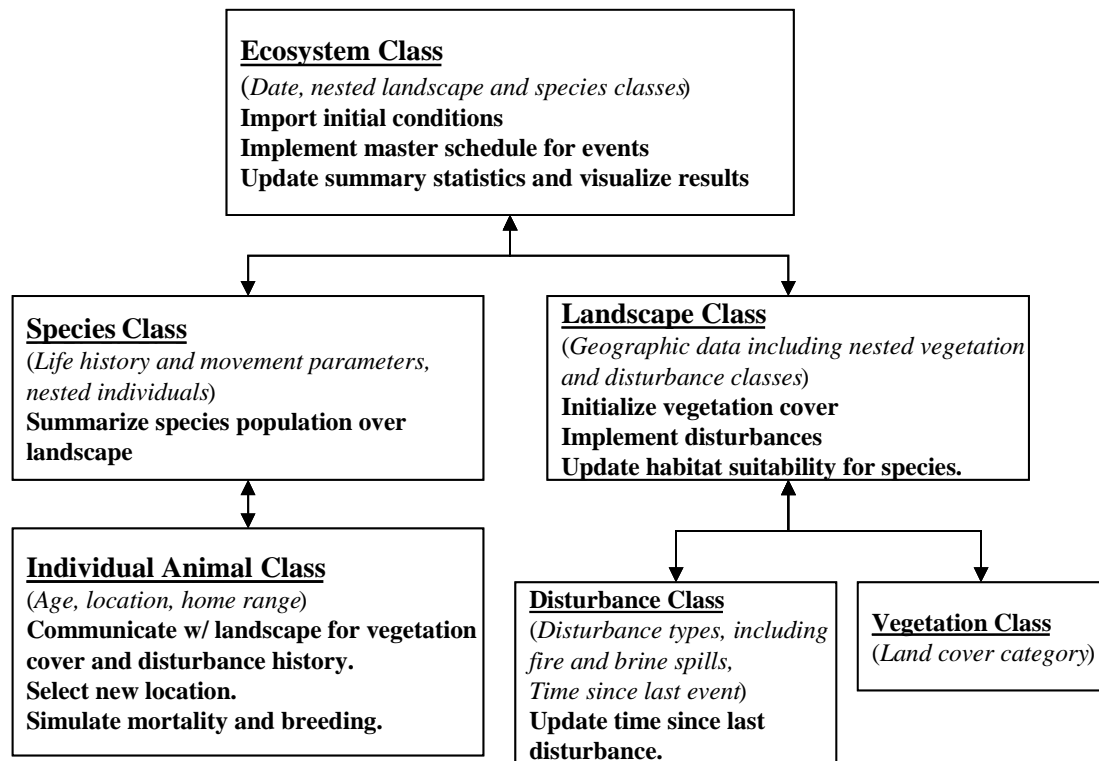 Ecosystem Class
(Date, nested landscape and species classes)
Import initial conditions
Implement master schedule for events
Update summary statistics and visualize results
Species Class
(Life history and movement parameters,
nested individuals)
Summarize species population over
landscape
Landscape Class
(Geographic data including nested vegetation
and disturbance classes)
Initialize vegetation cover
Implement disturbances
Update habitat suitability for species.
Individual Animal Class
(Age, location, home range)
Communicate w/ landscape for vegetation
cover and disturbance history.
Select new location.
Simulate mortality and breeding.
Disturbance Class
(Disturbance types, including
fire and brine spills,
Time since last event)
Update time since last
disturbance.
Vegetation Class
(Land cover category)